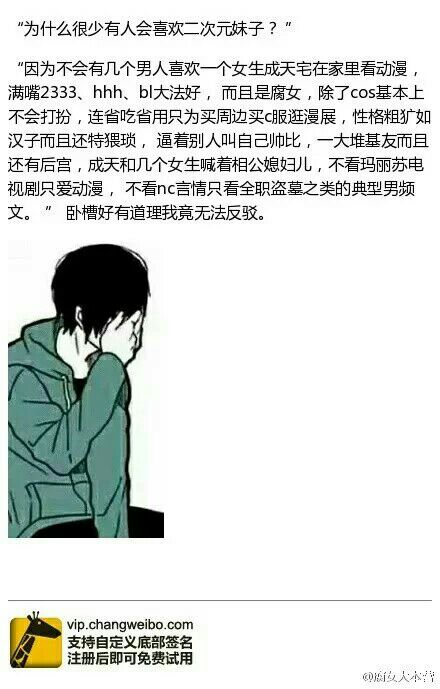 “为什么很少有人会喜欢二次元妹子？”
“因为不会有几个男人喜欢一个女生成天宅在家里看动漫，
满嘴2333、hhh、bl大法好， 而且是腐女，除了cos基本上
不会打扮，连省吃省用只为买周边买c服逛漫展，性格粗犷如
汉子而且还特猥琐， 逼着别人叫自己帅比，一大堆基友而且
还有后宫，成天和几个女生喊着相公媳妇儿，不看玛丽苏电
视剧只爱动漫， 不看nc言情只看全职盗墓之类的典型男频
文。 ” 卧槽好有道理我竟无法反驳。
vip.changweibo.com
支持自定义底部签名
注册后即可免费试用
@腐女大本营